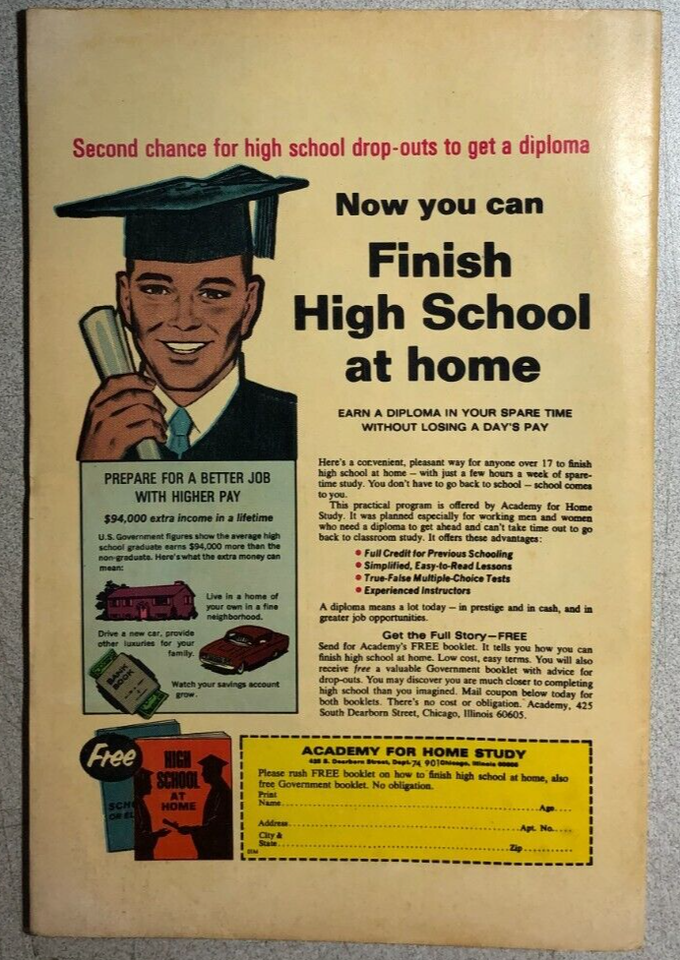 Second chance for high school drop-outs to get a diploma
Now you can
Finish
High School
at home
EARN A DIPLOMA IN YOUR SPARE TIME
WITHOUT LOSING A DAY'S PAY
PREPARE FOR A BETTER JOB
WITH HIGHER PAY
$94,000 extra income in a lifetime
U.S. Government figures show the average high
school graduate earns $94,000 more than the
non-graduate. Here's what the extra money can
mean:
Live in a home of
your own in a fine
neighborhood.
Drive a new car, provide
other luxuries for your
family.
BANK
BOOK
Watch your savings account
grow.
Here's a convenient, pleasant way for anyone over 17 to finish
high school at home – with just a few hours a week of spare-
time study. You don't have to go back to school – school comes
to you.
This practical program is offered by Academy for Home
Study. It was planned especially for working men and women
who need a diploma to get ahead and can't take time out to go
back to classroom study. It offers these advantages:
• Full Credit for Previous Schooling
• Simplified, Easy-to-Read Lessons
• True-False Multiple-Choice Tests
• Experienced Instructors
A diploma means a lot today – in prestige and in cash, and in
greater job opportunities.
Get the Full Story—FREE
Send for Academy's FREE booklet. It tells you how you can
finish high school at home. Low cost, easy terms. You will also
receive free a valuable Government booklet with advice for
drop-outs. You may discover you are much closer to completing
high school than you imagined. Mail coupon below today for
both booklets. There's no cost or obligation. Academy, 425
South Dearborn Street, Chicago, Illinois 60605.
Free
HIGH
SCHOOL
AT
HOME
SCH
OR EL
ACADEMY FOR HOME STUDY
425 S. Dearborn Street, Dept. 74 901 Chicago, Illinois 60605
Please rush FREE booklet on how to finish high school at home, also
free Government booklet. No obligation.
Print
Name Age
Address Apt. No.
City &
State Zip